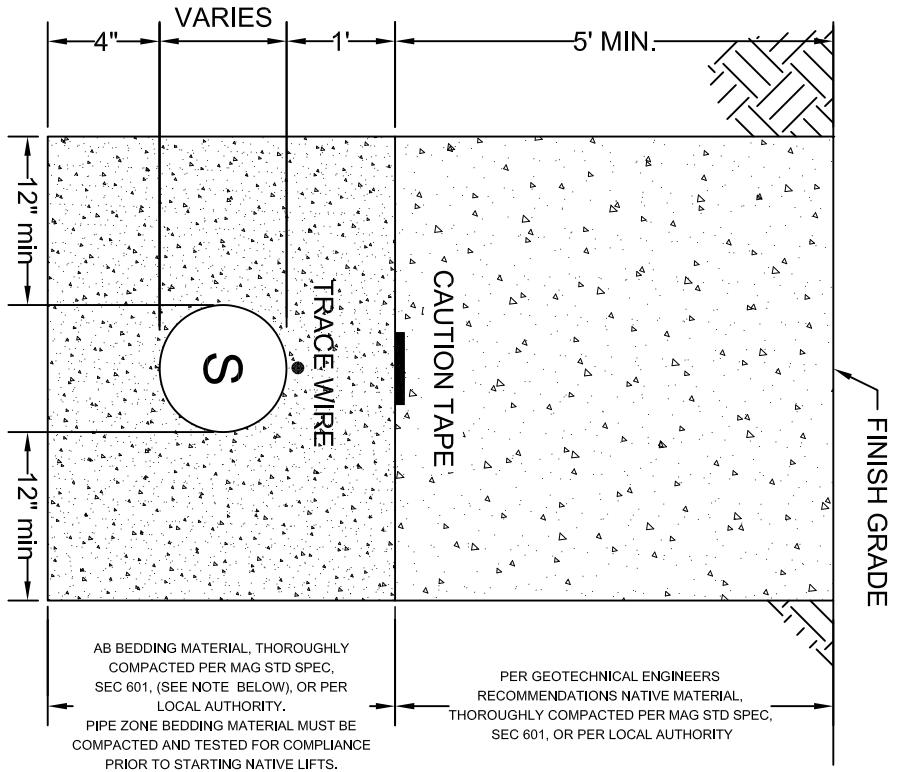 VARIES
4"
1'
5' MIN.
12" min
12" min
S
TRACE WIRE
CAUTION TAPE
FINISH GRADE
AB BEDDING MATERIAL, THOROUGHLY
COMPACTED PER MAG STD SPEC,
SEC 601, (SEE NOTE BELOW), OR PER
LOCAL AUTHORITY.
PIPE ZONE BEDDING MATERIAL MUST BE
COMPACTED AND TESTED FOR COMPLIANCE
PRIOR TO STARTING NATIVE LIFTS.
PER GEOTECHNICAL ENGINEERS
RECOMMENDATIONS NATIVE MATERIAL,
THOROUGHLY COMPACTED PER MAG STD SPEC,
SEC 601, OR PER LOCAL AUTHORITY